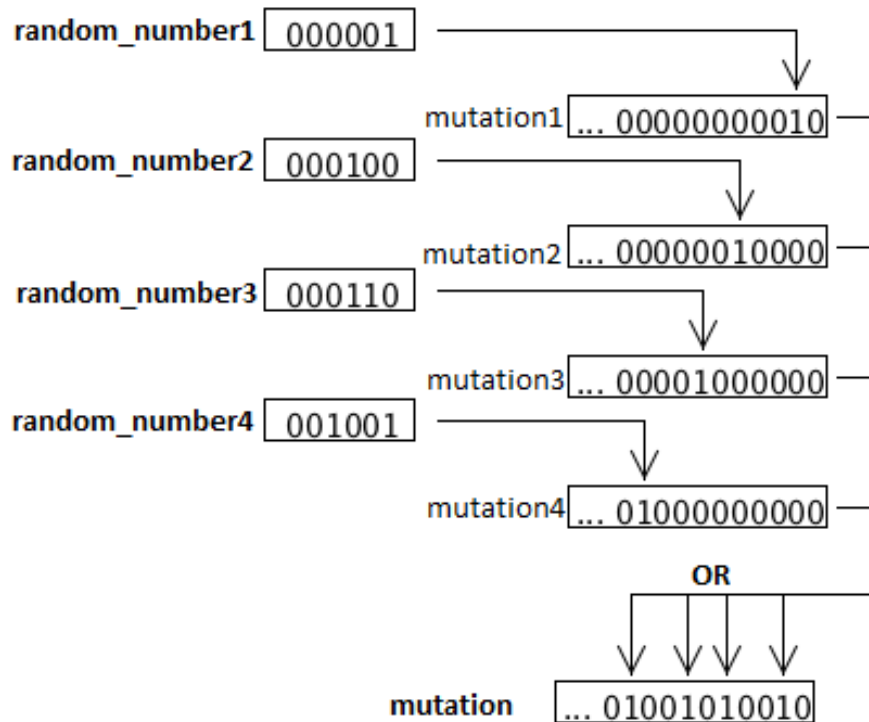 random_number1 000001
mutation1 ... 00000000010
random_number2 000100
mutation2 ... 00000010000
random_number3 000110
mutation3 ... 00001000000
random_number4 001001
mutation4 ... 01000000000
OR
mutation ... 01001010010